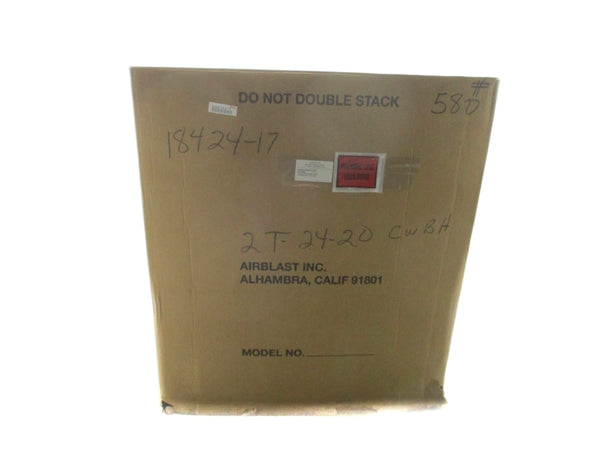 DO NOT DOUBLE STACK
580#
18424-17
2T-24-20 CWBH
AIRBLAST INC.
ALHAMBRA, CALIF 91801
MODEL NO.